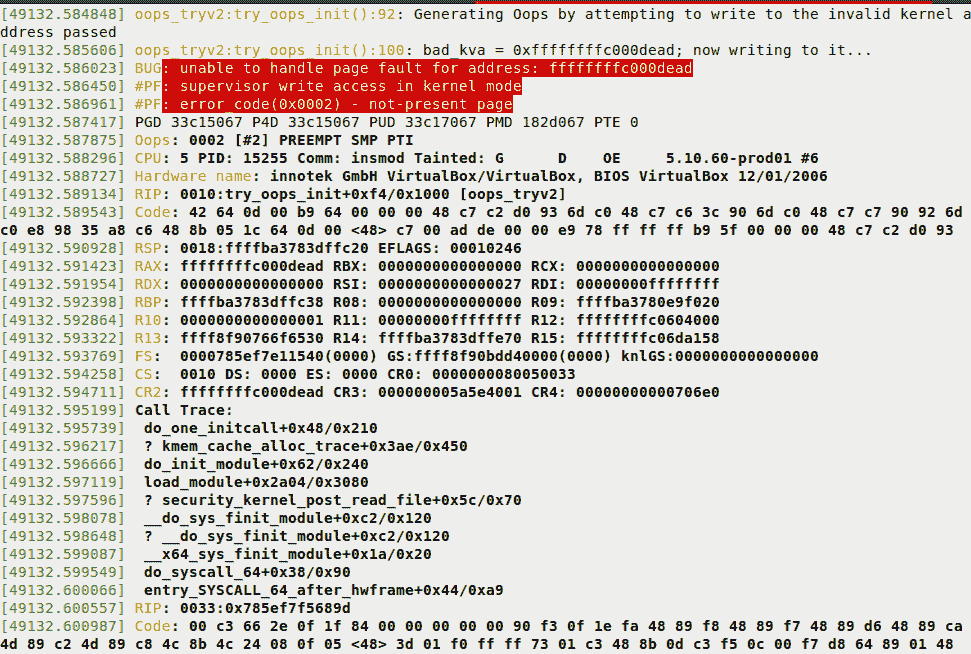 [49132.584848] oops_tryv2:try_oops_init():92: Generating Oops by attempting to write to the invalid kernel a
ddress passed
[49132.585606] oops_tryv2:try_oops_init():100: bad_kva = 0xffffffffc000dead; now writing to it...
[49132.586023] BUG: unable to handle page fault for address: ffffffffc000dead
[49132.586450] #PF: supervisor write access in kernel mode
[49132.586961] #PF: error_code(0x0002) - not-present page
[49132.587417] PGD 33c15067 P4D 33c15067 PUD 33c17067 PMD 182d067 PTE 0
[49132.587875] Oops: 0002 [#2] PREEMPT SMP PTI
[49132.588296] CPU: 5 PID: 15255 Comm: insmod Tainted: G      D    OE     5.10.60-prod01 #6
[49132.588727] Hardware name: innotek GmbH VirtualBox/VirtualBox, BIOS VirtualBox 12/01/2006
[49132.589134] RIP: 0010:try_oops_init+0xf4/0x1000 [oops_tryv2]
[49132.589543] Code: 42 64 0d 00 b9 64 00 00 00 48 c7 c2 d0 93 6d c0 48 c7 c6 3c 90 6d c0 48 c7 c7 90 92 6d
c0 e8 98 35 a8 c6 48 8b 05 1c 64 0d 00 <48> c7 00 ad de 00 00 e9 78 ff ff ff b9 5f 00 00 00 48 c7 c2 d0 93
[49132.590928] RSP: 0018:ffffba3783dffc20 EFLAGS: 00010246
[49132.591423] RAX: ffffffffc000dead RBX: 0000000000000000 RCX: 0000000000000000
[49132.591954] RDX: 0000000000000000 RSI: 0000000000000027 RDI: 00000000ffffffff
[49132.592398] RBP: ffffba3783dffc38 R08: 0000000000000000 R09: ffffba3780e9f020
[49132.592864] R10: 0000000000000001 R11: 00000000ffffffff R12: ffffffffc0604000
[49132.593322] R13: ffff8f90766f6530 R14: ffffba3783dffe70 R15: ffffffffc06da158
[49132.593769] FS:  0000785ef7e11540(0000) GS:ffff8f90bdd40000(0000) knlGS:0000000000000000
[49132.594258] CS:  0010 DS: 0000 ES: 0000 CR0: 0000000080050033
[49132.594711] CR2: ffffffffc000dead CR3: 000000005a5e4001 CR4: 00000000000706e0
[49132.595199] Call Trace:
[49132.595739]  do_one_initcall+0x48/0x210
[49132.596217]  ? kmem_cache_alloc_trace+0x3ae/0x450
[49132.596666]  do_init_module+0x62/0x240
[49132.597119]  load_module+0x2a04/0x3080
[49132.597596]  ? security_kernel_post_read_file+0x5c/0x70
[49132.598078]  __do_sys_finit_module+0xc2/0x120
[49132.598648]  ? __do_sys_finit_module+0xc2/0x120
[49132.599087]  __x64_sys_finit_module+0x1a/0x20
[49132.599549]  do_syscall_64+0x38/0x90
[49132.600066]  entry_SYSCALL_64_after_hwframe+0x44/0xa9
[49132.600557] RIP: 0033:0x785ef7f5689d
[49132.600987] Code: 00 c3 66 2e 0f 1f 84 00 00 00 00 00 90 f3 0f 1e fa 48 89 f8 48 89 f7 48 89 d6 48 89 ca
4d 89 c2 4d 89 c8 4c 8b 4c 24 08 0f 05 <48> 3d 01 f0 ff ff 73 01 c3 48 8b 0d c3 f5 0c 00 f7 d8 64 89 01 48